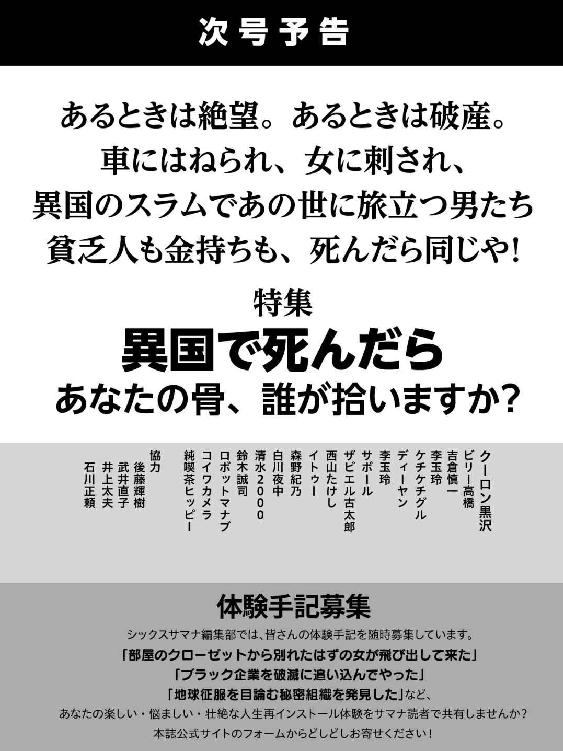 次号予告
あるときは絶望。あるときは破産。
車にはねられ、女に刺され、
異国のスラムであの世に旅立つ男たち
貧乏人も金持ちも、死んだら同じや!
特集
異国で死んだら
あなたの骨、誰が拾いますか?
クーロン黒沢
ビリー高橋
吉倉慎一
李玉玲
ケチケチグル
ディーヤン
李玉玲
サポール
ザビエル古太郎
西山たけし
イトゥー
森野紀乃
白川夜中
清水2000
鈴木誠司
ロボットマナブ
コイワカメラ
純喫茶ヒッピー
協力
後藤輝樹
武井直子
井上太夫
石川正頼
体験手記募集
シックスサマナ編集部では、皆さんの体験手記を随時募集しています。
「部屋のクローゼットから別れたはずの女が飛び出して来た」
「ブラック企業を破滅に追い込んでやった」
「地球征服を目論む秘密組織を発見した」など、
あなたの楽しい・悩ましい・壮絶な人生再インストール体験をサマナ読者で共有しませんか?
本誌公式サイトのフォームからどしどしお寄せください!